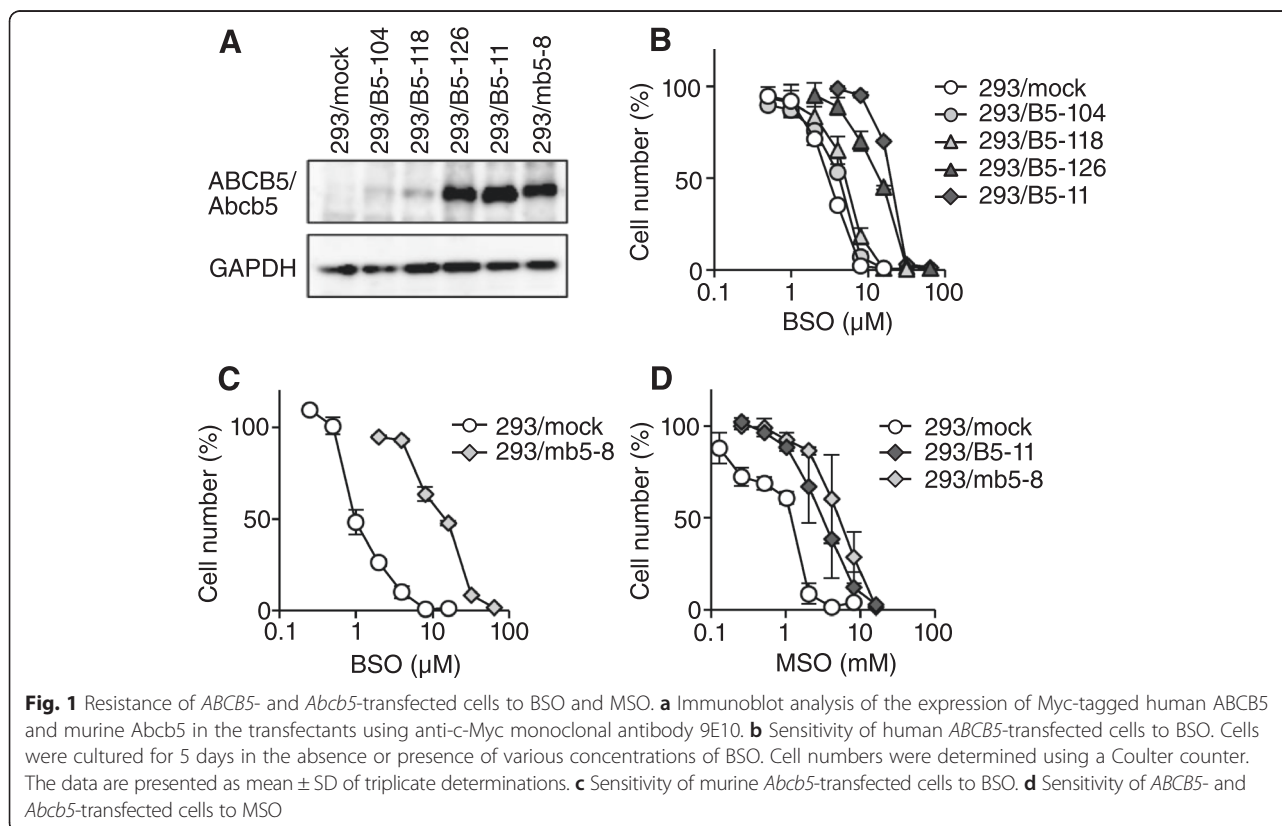 A
293/mock
293/B5-104
293/B5-118
293/B5-126
293/B5-11
293/mb5-8
ABCB5/
Abcb5
GAPDH
B
Cell number (%)
100
50
0
0.1
1
10
100
BSO (µM)
293/mock
293/B5-104
293/B5-118
293/B5-126
293/B5-11
C
Cell number (%)
100
50
0
0.1
1
10
100
BSO (µM)
293/mock
293/mb5-8
D
Cell number (%)
100
50
0
0.1
1
10
100
MSO (mM)
293/mock
293/B5-11
293/mb5-8
Fig. 1 Resistance of ABCB5- and Abcb5-transfected cells to BSO and MSO. a Immunoblot analysis of the expression of Myc-tagged human ABCB5
and murine Abcb5 in the transfectants using anti-c-Myc monoclonal antibody 9E10. b Sensitivity of human ABCB5-transfected cells to BSO. Cells
were cultured for 5 days in the absence or presence of various concentrations of BSO. Cell numbers were determined using a Coulter counter.
The data are presented as mean ± SD of triplicate determinations. c Sensitivity of murine Abcb5-transfected cells to BSO. d Sensitivity of ABCB5- and
Abcb5-transfected cells to MSO